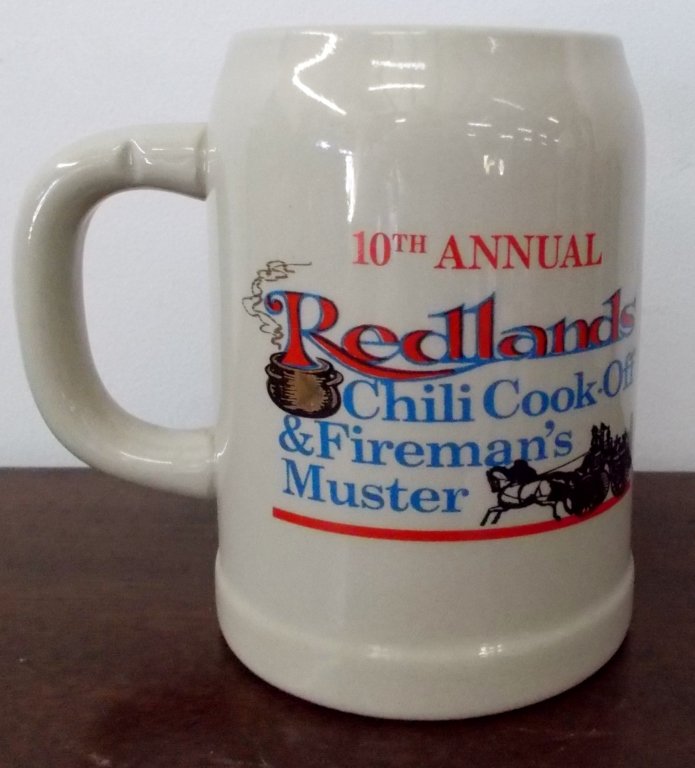 10TH ANNUAL
Redlands
Chili Cook-Off
& Fireman's
Muster